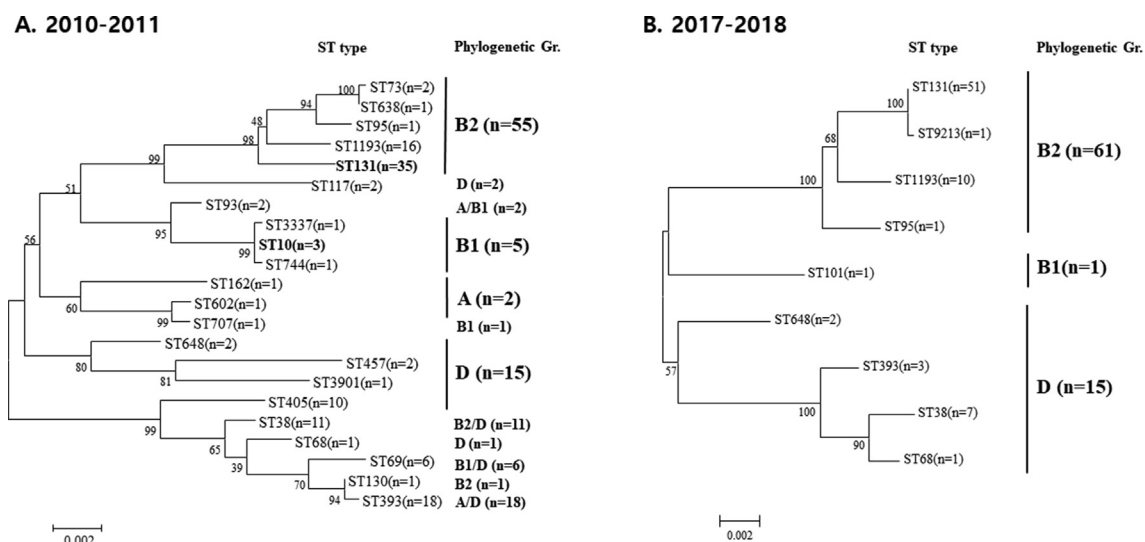 A. 2010-2011
ST type
Phylogenetic Gr.
100
ST73(n=2)
ST638(n=1)
94
ST95(n=1)
48
ST1193(n=16)
98
ST131(n=35)
B2 (n=55)
99
ST117(n=2)
D (n=2)
51
ST93(n=2)
A/B1 (n=2)
95
ST3337(n=1)
ST10(n=3)
99
ST744(n=1)
B1 (n=5)
56
ST162(n=1)
60
ST602(n=1)
A (n=2)
99
ST707(n=1)
B1 (n=1)
ST648(n=2)
80
ST457(n=2)
81
ST3901(n=1)
D (n=15)
ST405(n=10)
99
ST38(n=11)
B2/D (n=11)
65
ST68(n=1)
D (n=1)
39
ST69(n=6)
B1/D (n=6)
70
ST130(n=1)
B2 (n=1)
94
ST393(n=18)
A/D (n=18)
0.002
B. 2017-2018
ST type
Phylogenetic Gr.
ST131(n=51)
100
ST9213(n=1)
68
ST1193(n=10)
100
ST95(n=1)
B2 (n=61)
ST101(n=1)
B1(n=1)
ST648(n=2)
57
ST393(n=3)
100
ST38(n=7)
90
ST68(n=1)
D (n=15)
0.002